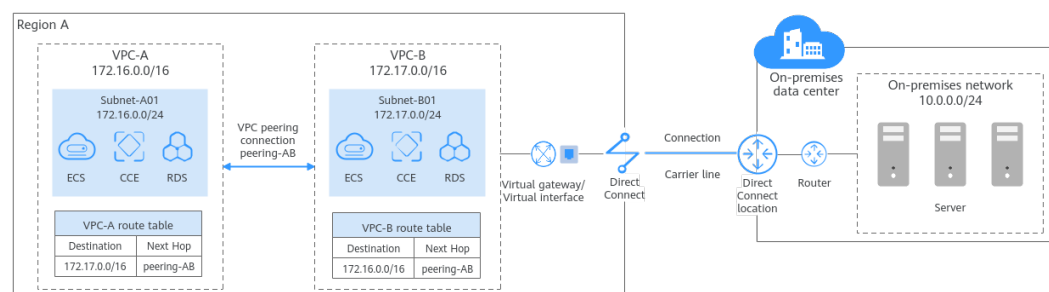 Region A
VPC-A
172.16.0.0/16
Subnet-A01
172.16.0.0/24
ECS
CCE
RDS
VPC-A route table
Destination
Next Hop
172.17.0.0/16
peering-AB
VPC peering
connection
peering-AB
VPC-B
172.17.0.0/16
Subnet-B01
172.17.0.0/24
ECS
CCE
RDS
VPC-B route table
Destination
Next Hop
172.16.0.0/16
peering-AB
Virtual gateway/
Virtual interface
Direct
Connect
Connection
Carrier line
On-premises
data center
Direct
Connect
location
Router
On-premises network
10.0.0.0/24
Server